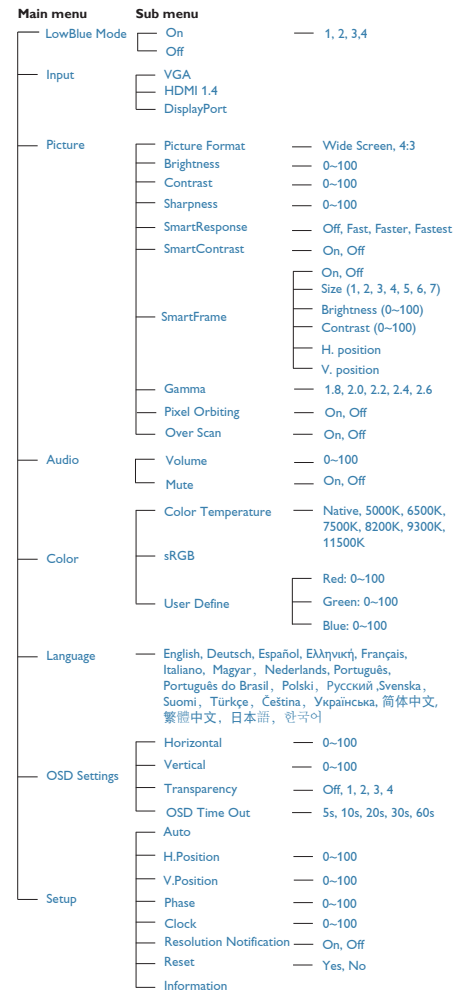 Main menu Sub menu
LowBlue Mode On 1, 2, 3,4
Off
Input VGA
HDMI 1.4
DisplayPort
Picture Picture Format Wide Screen, 4:3
Brightness 0~100
Contrast 0~100
Sharpness 0~100
SmartResponse Off, Fast, Faster, Fastest
SmartContrast On, Off
SmartFrame On, Off
Size (1, 2, 3, 4, 5, 6, 7)
Brightness (0~100)
Contrast (0~100)
H. position
V. position
Gamma 1.8, 2.0, 2.2, 2.4, 2.6
Pixel Orbiting On, Off
Over Scan On, Off
Audio Volume 0~100
Mute On, Off
Color Color Temperature Native, 5000K, 6500K,
7500K, 8200K, 9300K,
11500K
sRGB
User Define Red: 0~100
Green: 0~100
Blue: 0~100
Language English, Deutsch, Español, Ελληνική, Français,
Italiano, Magyar, Nederlands, Português,
Português do Brasil, Polski, Русский ,Svenska,
Suomi, Türkçe, Čeština, Українська, 简体中文,
繁體中文, 日本語, 한국어
OSD Settings Horizontal 0~100
Vertical 0~100
Transparency Off, 1, 2, 3, 4
OSD Time Out 5s, 10s, 20s, 30s, 60s
Setup Auto
H.Position 0~100
V.Position 0~100
Phase 0~100
Clock 0~100
Resolution Notification On, Off
Reset Yes, No
Information